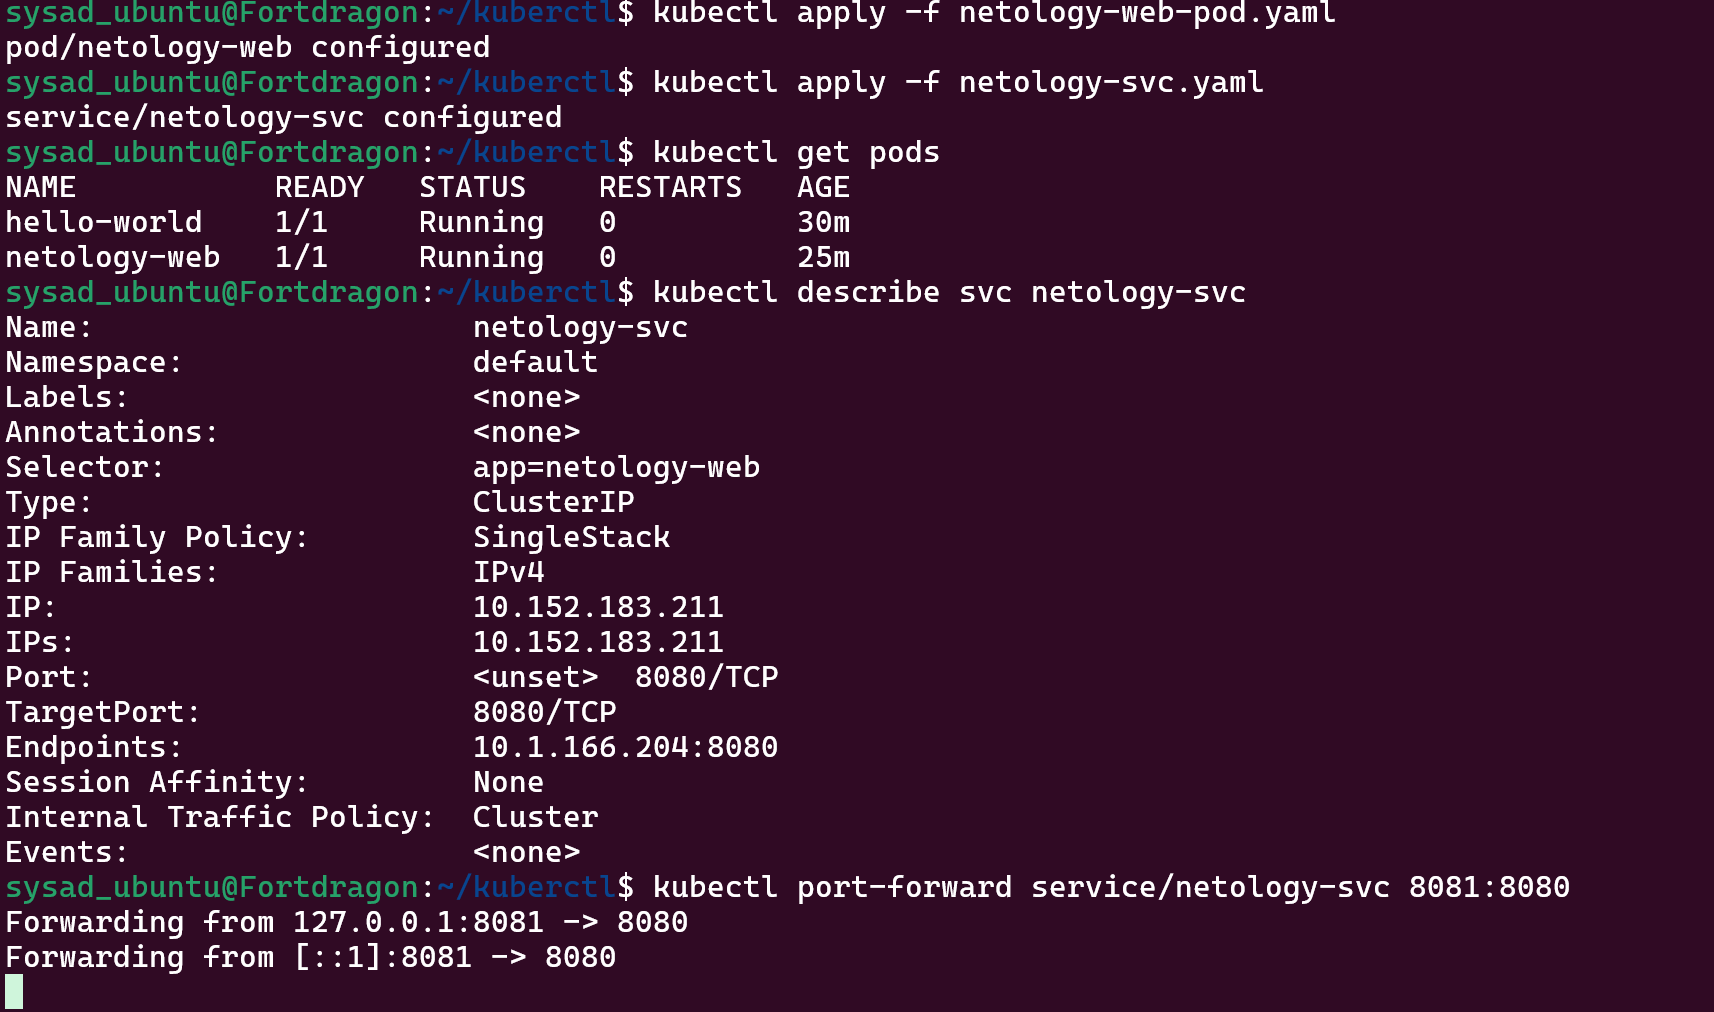 sysad_ubuntu@Fortdragon:~/kuberctl$ kubectl apply -f netology-web-pod.yaml
pod/netology-web configured
sysad_ubuntu@Fortdragon:~/kuberctl$ kubectl apply -f netology-svc.yaml
service/netology-svc configured
sysad_ubuntu@Fortdragon:~/kuberctl$ kubectl get pods
NAME           READY   STATUS    RESTARTS   AGE
hello-world    1/1     Running   0          30m
netology-web   1/1     Running   0          25m
sysad_ubuntu@Fortdragon:~/kuberctl$ kubectl describe svc netology-svc
Name:                     netology-svc
Namespace:                default
Labels:                   <none>
Annotations:              <none>
Selector:                 app=netology-web
Type:                     ClusterIP
IP Family Policy:         SingleStack
IP Families:              IPv4
IP:                       10.152.183.211
IPs:                      10.152.183.211
Port:                     <unset>  8080/TCP
TargetPort:               8080/TCP
Endpoints:                10.1.166.204:8080
Session Affinity:         None
Internal Traffic Policy:  Cluster
Events:                   <none>
sysad_ubuntu@Fortdragon:~/kuberctl$ kubectl port-forward service/netology-svc 8081:8080
Forwarding from 127.0.0.1:8081 -> 8080
Forwarding from [::1]:8081 -> 8080